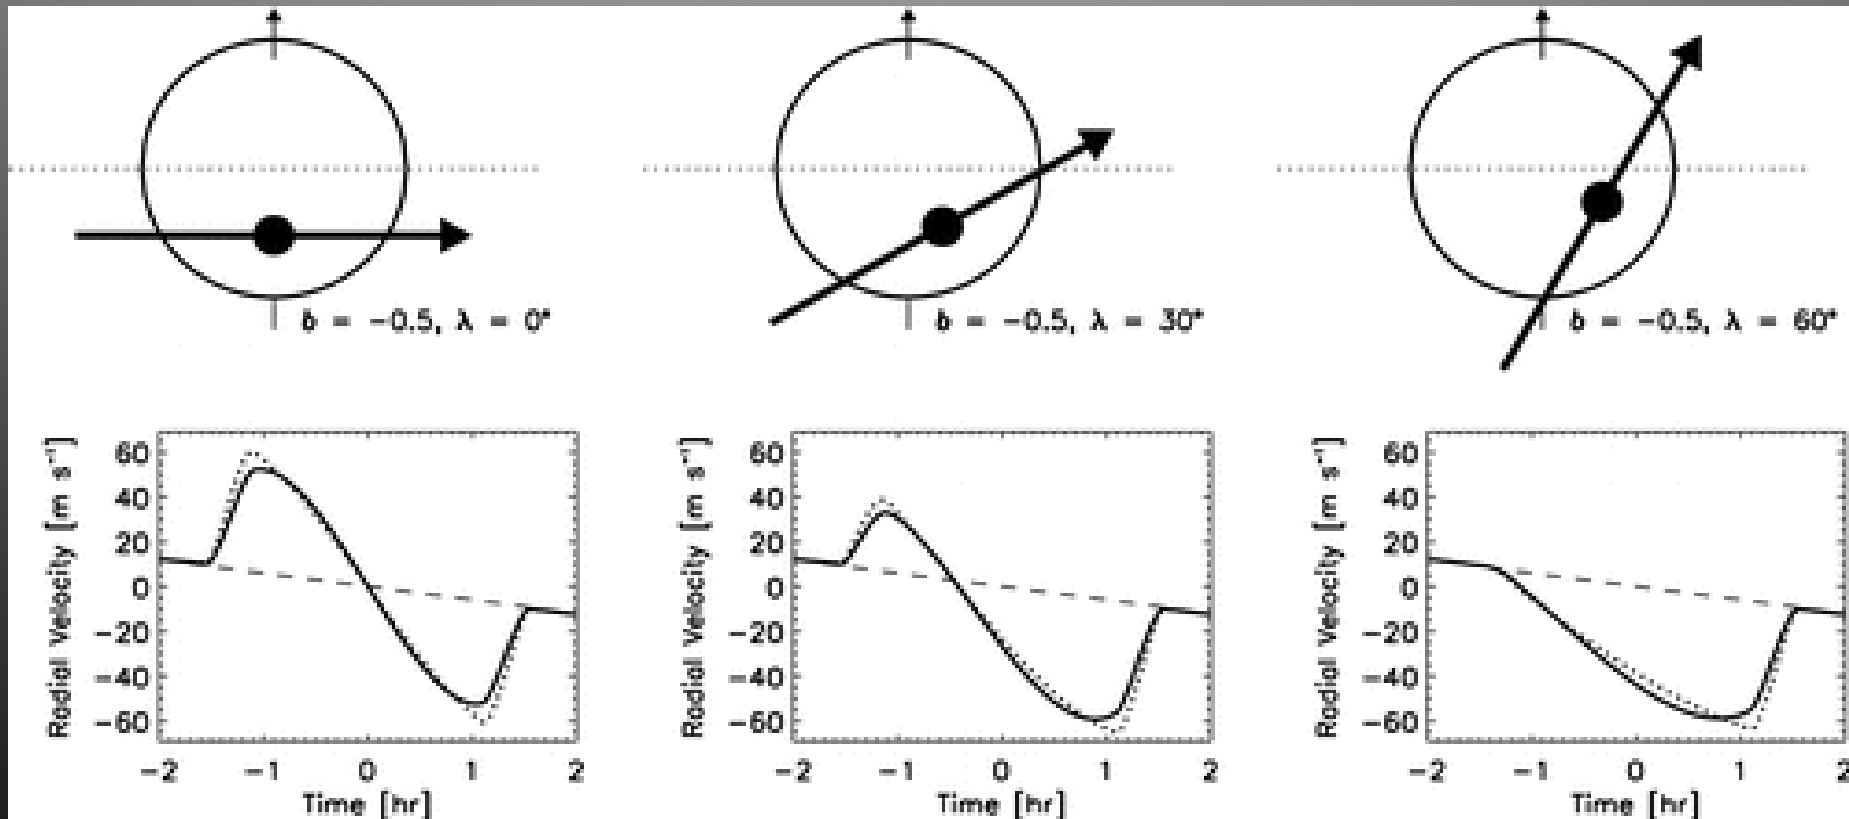 b = −0.5, λ = 0°
b = −0.5, λ = 30°
b = −0.5, λ = 60°
Radial Velocity [m s⁻¹]
60
40
20
0
−20
−40
−60
−2 −1 0 1 2
Time [hr]
Radial Velocity [m s⁻¹]
60
40
20
0
−20
−40
−60
−2 −1 0 1 2
Time [hr]
Radial Velocity [m s⁻¹]
60
40
20
0
−20
−40
−60
−2 −1 0 1 2
Time [hr]